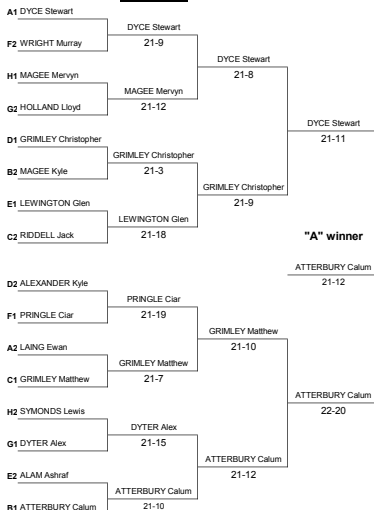 A1 DYCE Stewart
DYCE Stewart
21-9
F2 WRIGHT Murray
DYCE Stewart
21-8
H1 MAGEE Mervyn
MAGEE Mervyn
21-12
G2 HOLLAND Lloyd
DYCE Stewart
21-11
D1 GRIMLEY Christopher
GRIMLEY Christopher
21-3
B2 MAGEE Kyle
GRIMLEY Christopher
21-9
E1 LEWINGTON Glen
LEWINGTON Glen
21-18
C2 RIDDELL Jack
"A" winner
ATTERBURY Calum
21-12
D2 ALEXANDER Kyle
PRINGLE Ciar
21-19
F1 PRINGLE Ciar
GRIMLEY Matthew
21-10
A2 LAING Ewan
GRIMLEY Matthew
21-7
C1 GRIMLEY Matthew
ATTERBURY Calum
22-20
H2 SYMONDS Lewis
DYTER Alex
21-15
G1 DYTER Alex
ATTERBURY Calum
21-12
E2 ALAM Ashraf
ATTERBURY Calum
21-10
B1 ATTERBURY Calum